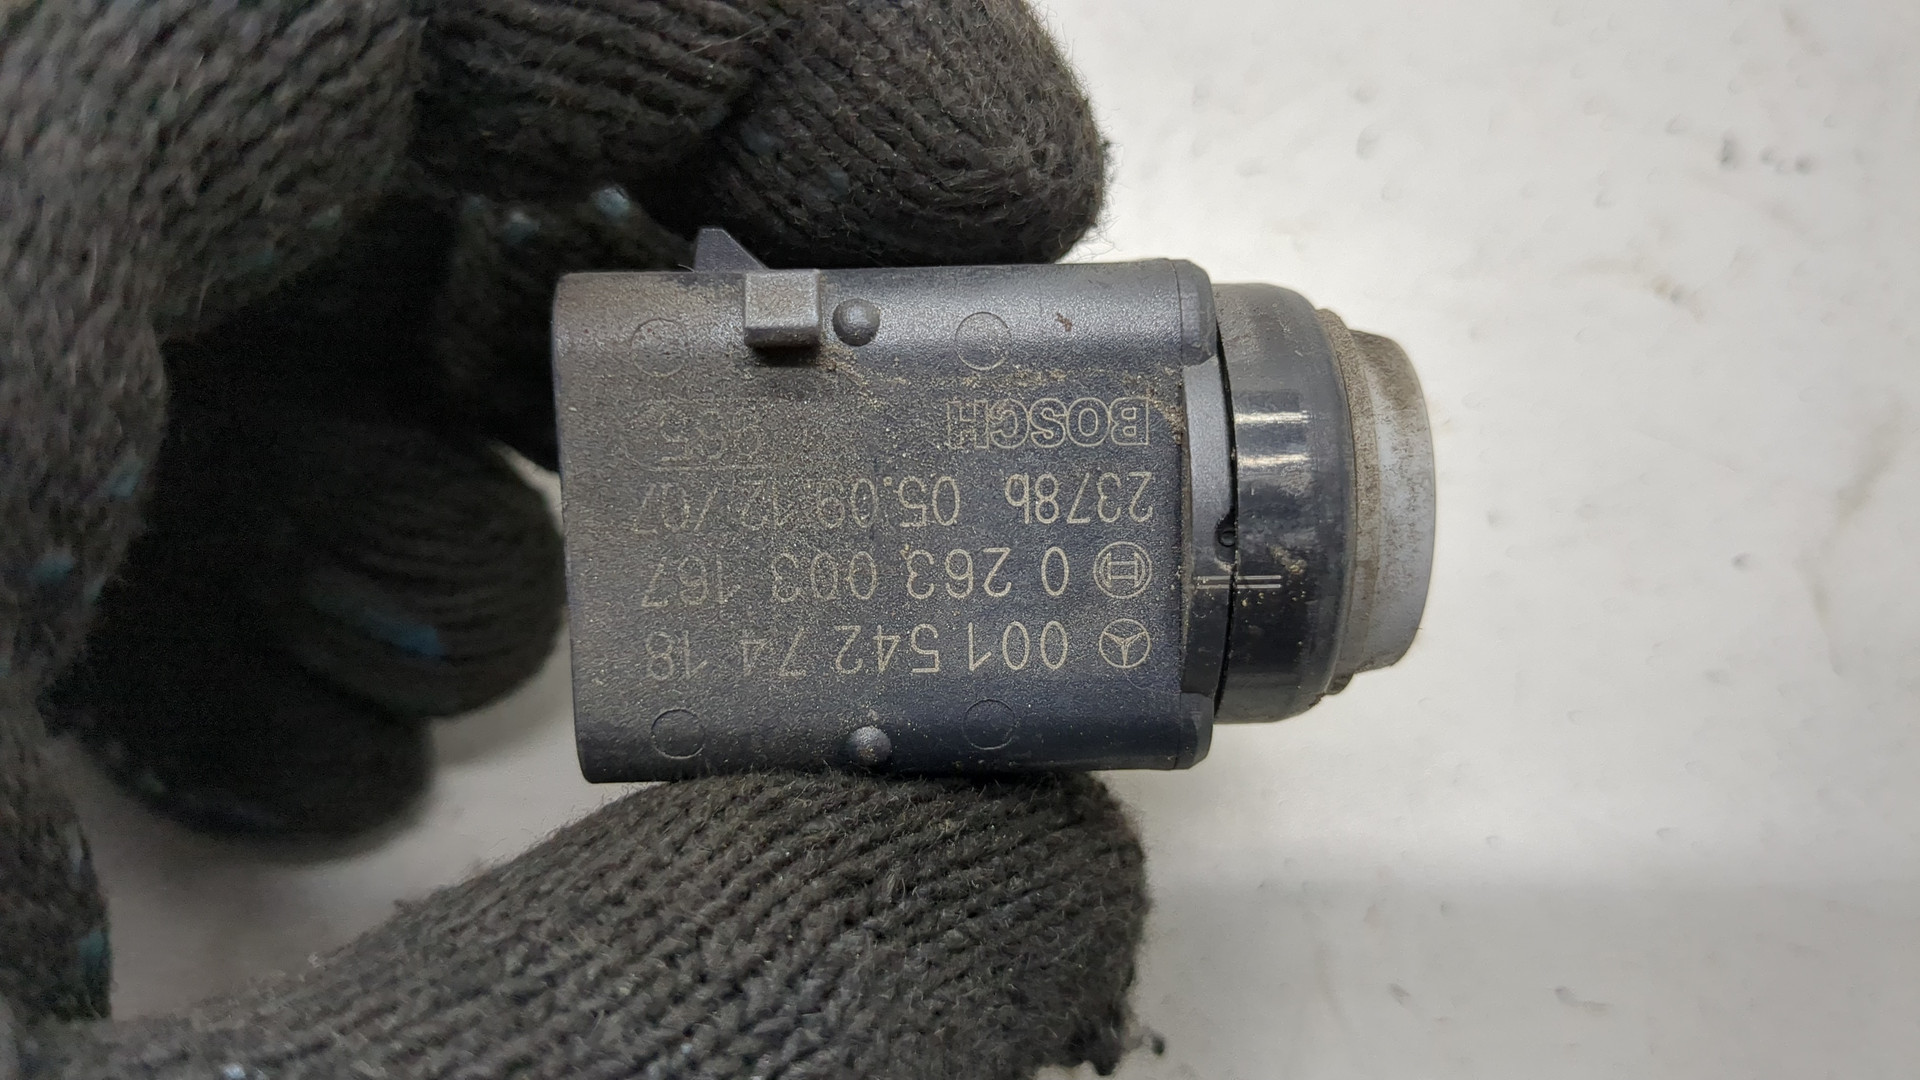 001 542 74 18
0 263 003 167
2378b 05.09.12 /07
BOSCH